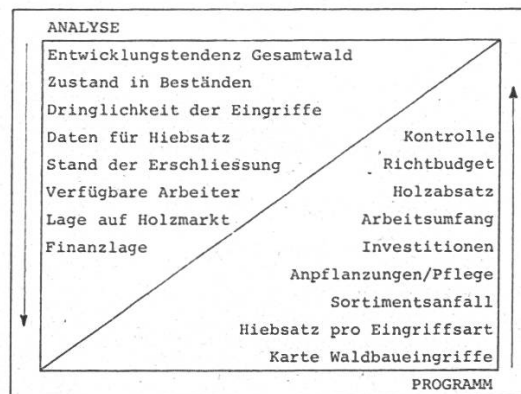 ANALYSE
Entwicklungstendenz Gesamtwald
Zustand in Beständen
Dringlichkeit der Eingriffe
Daten für Hiebsatz
Stand der Erschliessung
Verfügbare Arbeiter
Lage auf Holzmarkt
Finanzlage
Kontrolle
Richtbudget
Holzabsatz
Arbeitsumfang
Investitionen
Anpflanzungen/Pflege
Sortimentsanfall
Hiebsatz pro Eingriffsart
Karte Waldbaueingriffe
PROGRAMM